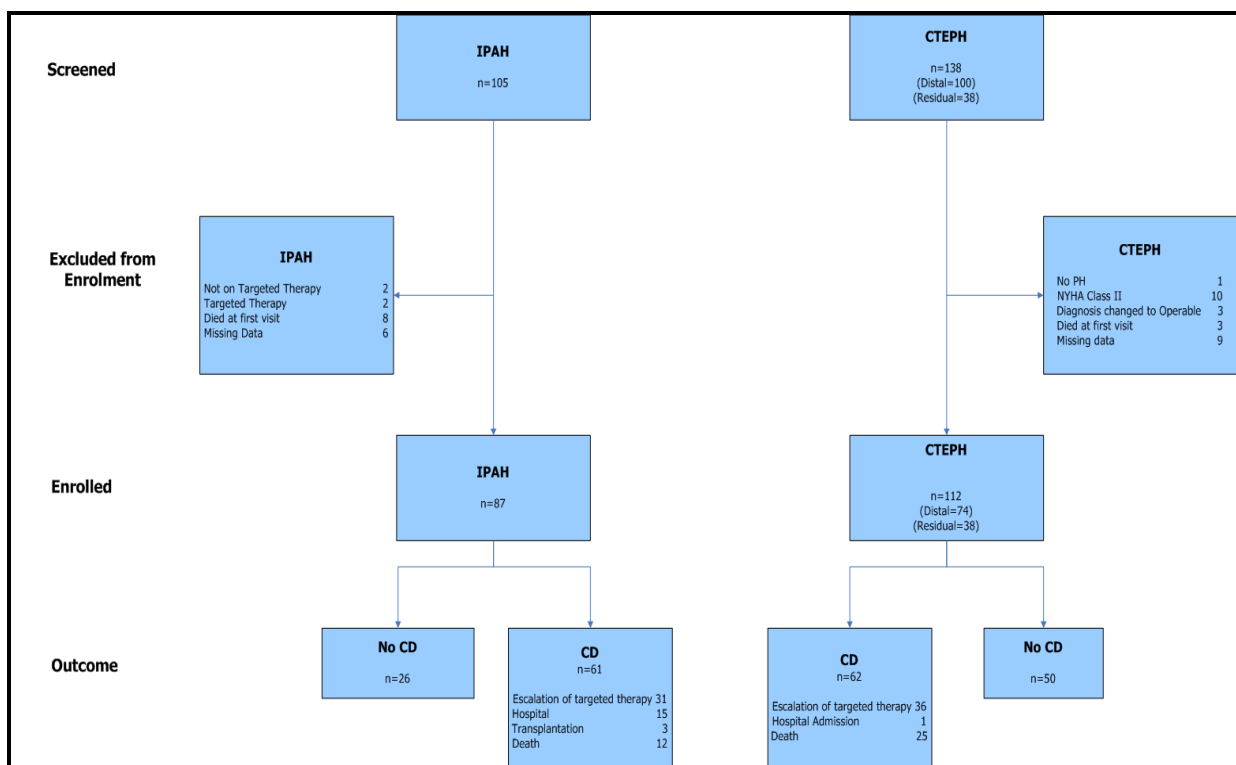 Screened
IPAH
n=105
CTEPH
n=138
(Distal=100)
(Residual=38)
Excluded from
Enrolment
IPAH
Not on Targeted Therapy 2
Targeted Therapy 2
Died at first visit 8
Missing Data 6
CTEPH
No PH 1
NYHA Class II 10
Diagnosis changed to Operable 3
Died at first visit 3
Missing data 9
Enrolled
IPAH
n=87
CTEPH
n=112
(Distal=74)
(Residual=38)
Outcome
No CD
n=26
CD
n=61
Escalation of targeted therapy 31
Hospital 15
Transplantation 3
Death 12
CD
n=62
Escalation of targeted therapy 36
Hospital Admission 1
Death 25
No CD
n=50